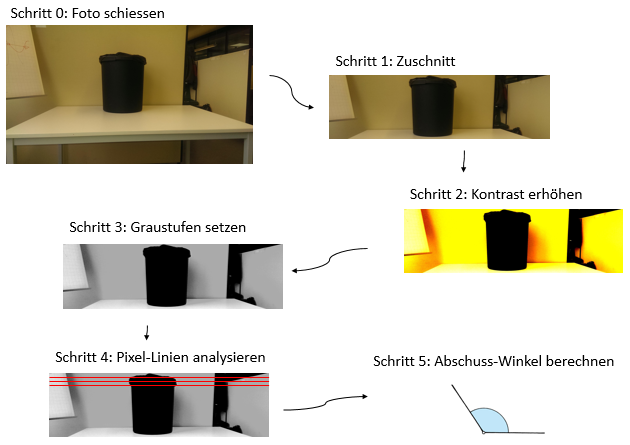 Schritt 0: Foto schiessen
Schritt 1: Zuschnitt
Schritt 2: Kontrast erhöhen
Schritt 3: Graustufen setzen
Schritt 4: Pixel-Linien analysieren
Schritt 5: Abschuss-Winkel berechnen